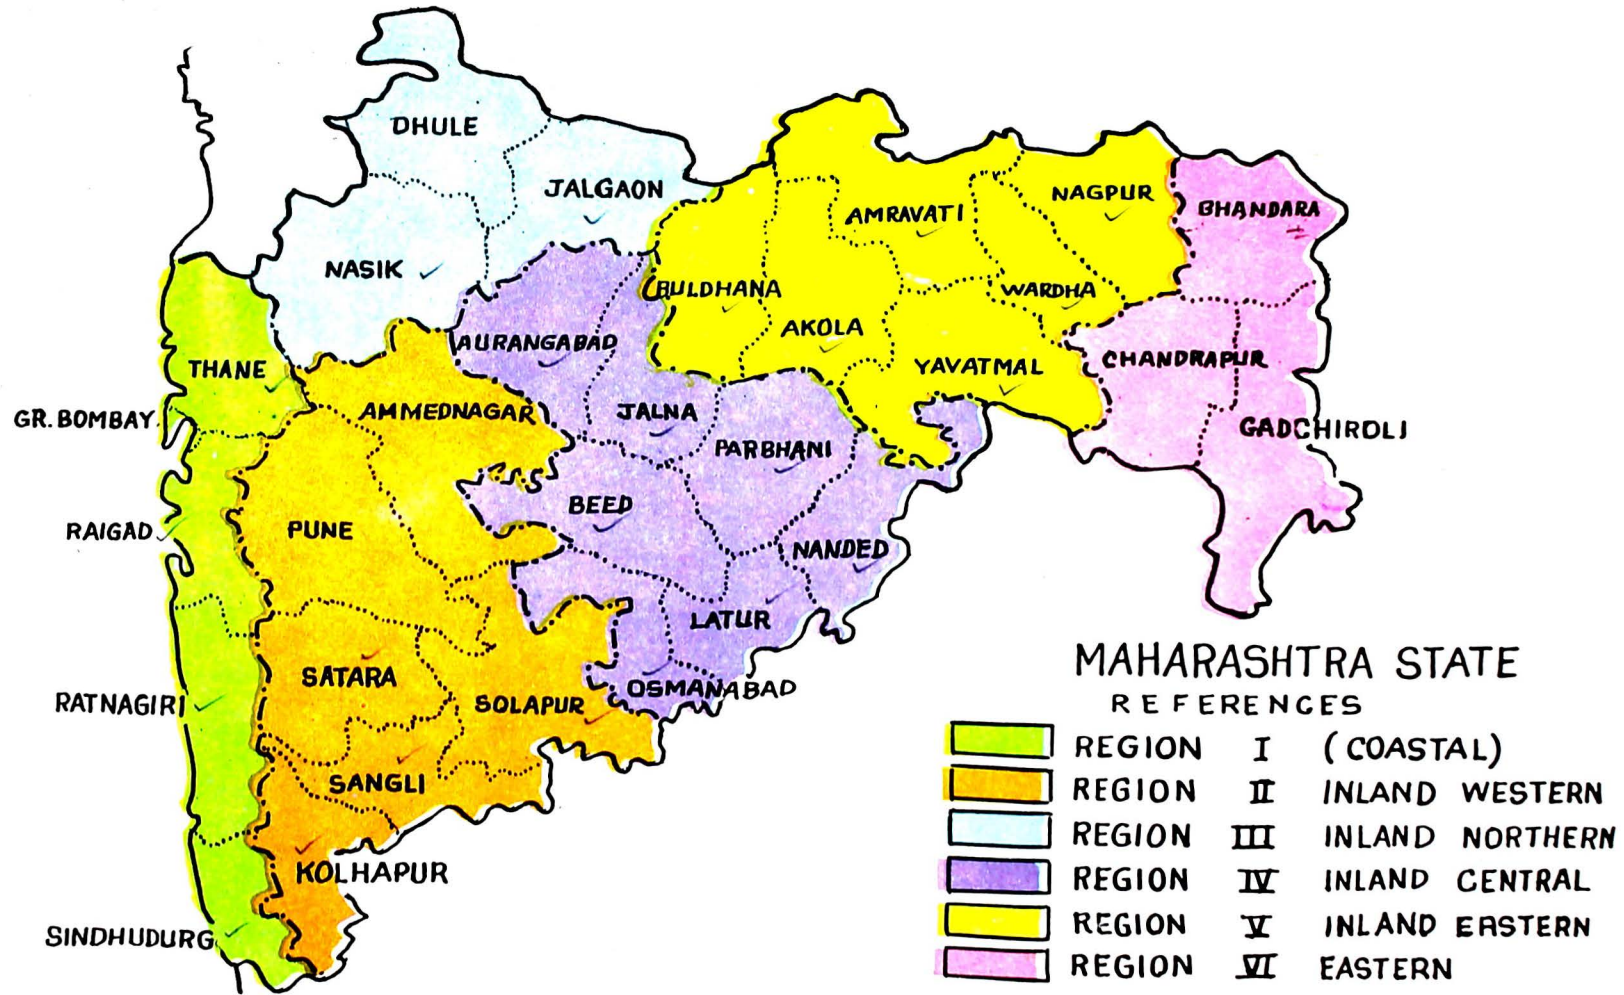 DHULE
JALGAON
NAGPUR
BHANDARA
AMRAVATI
NASIK
BULDHANA
WARDHA
AKOLA
AURANGABAD
CHANDRAPUR
THANE
YAVATMAL
AMMEDNAGAR
JALNA
GR. BOMBAY
GADCHIROLI
PARBHANI
BEED
PUNE
RAIGAD
NANDED
LATUR
SATARA
OSMANABAD
RATNAGIRI
SOLAPUR
SANGLI
KOLHAPUR
SINDHUDURG
MAHARASHTRA STATE
REFERENCES
REGION I (COASTAL)
REGION II INLAND WESTERN
REGION III INLAND NORTHERN
REGION IV INLAND CENTRAL
REGION V INLAND EASTERN
REGION VI EASTERN